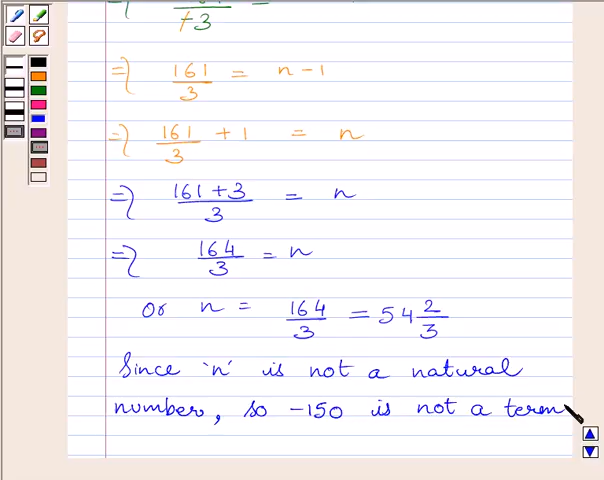 ⇒ -3 =
⇒ 161/3 = n - 1
⇒ 161/3 + 1 = n
⇒ 161 + 3/3 = n
⇒ 164/3 = n
Or n = 164/3 = 54 2/3
Since 'n' is not a natural
number, so -150 is not a term